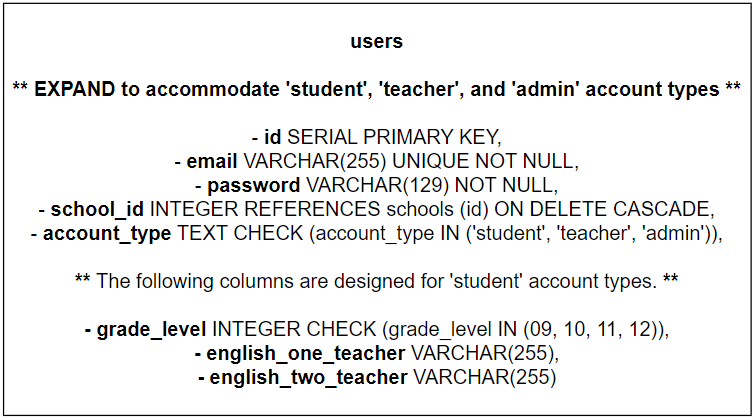 users
** EXPAND to accommodate 'student', 'teacher', and 'admin' account types **
- id SERIAL PRIMARY KEY,
- email VARCHAR(255) UNIQUE NOT NULL,
- password VARCHAR(129) NOT NULL,
- school_id INTEGER REFERENCES schools (id) ON DELETE CASCADE,
- account_type TEXT CHECK (account_type IN ('student', 'teacher', 'admin')),
** The following columns are designed for 'student' account types. **
- grade_level INTEGER CHECK (grade_level IN (09, 10, 11, 12)),
- english_one_teacher VARCHAR(255),
- english_two_teacher VARCHAR(255)